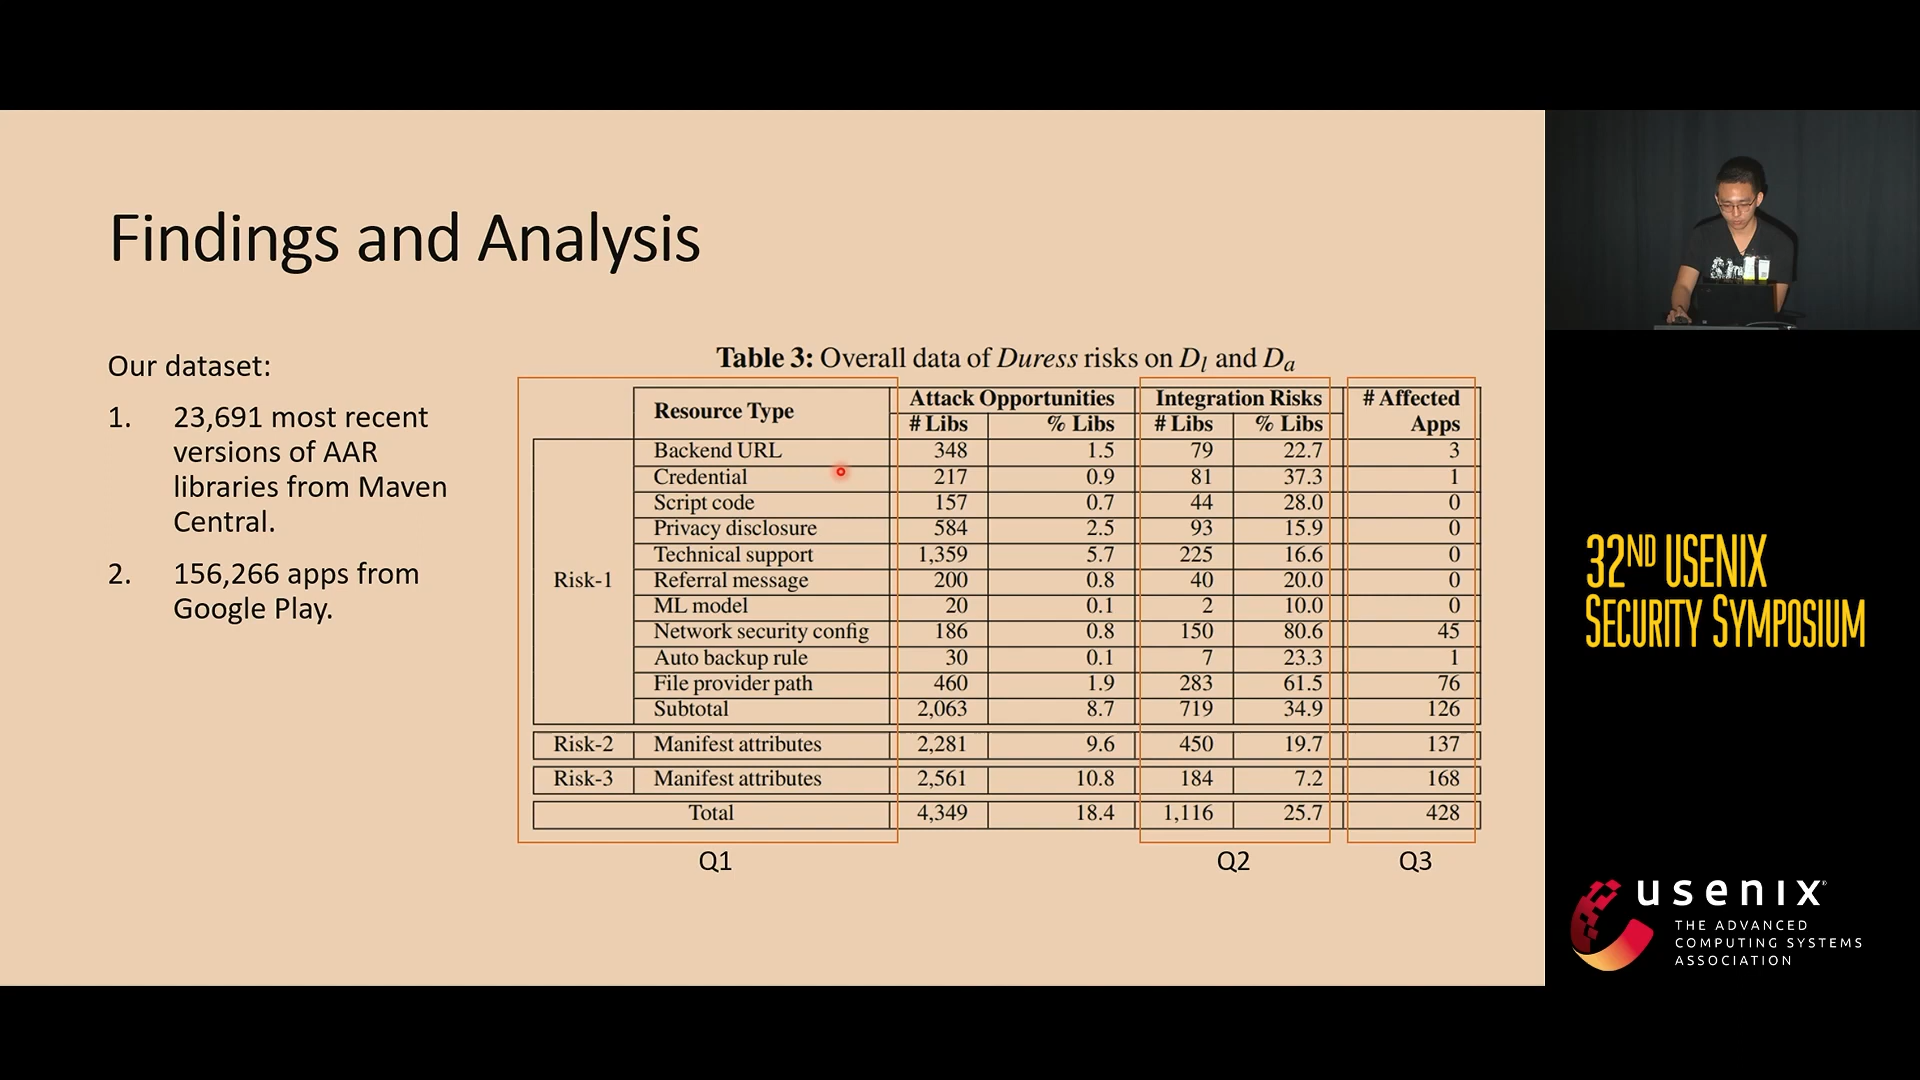 Findings and Analysis
Our dataset:
1. 23,691 most recent
versions of AAR
libraries from Maven
Central.
2. 156,266 apps from
Google Play.
Table 3: Overall data of Duress risks on Dl and Da
Resource Type Attack Opportunities Integration Risks # Affected Apps
# Libs % Libs # Libs % Libs
Risk-1
Backend URL 348 1.5 79 22.7 3
Credential 217 0.9 81 37.3 1
Script code 157 0.7 44 28.0 0
Privacy disclosure 584 2.5 93 15.9 0
Technical support 1,359 5.7 225 16.6 0
Referral message 200 0.8 40 20.0 0
ML model 20 0.1 2 10.0 0
Network security config 186 0.8 150 80.6 45
Auto backup rule 30 0.1 7 23.3 1
File provider path 460 1.9 283 61.5 76
Subtotal 2,063 8.7 719 34.9 126
Risk-2 Manifest attributes 2,281 9.6 450 19.7 137
Risk-3 Manifest attributes 2,561 10.8 184 7.2 168
Total 4,349 18.4 1,116 25.7 428
Q1 Q2 Q3
32ND USENIX
SECURITY SYMPOSIUM
usenix
THE ADVANCED
COMPUTING SYSTEMS
ASSOCIATION